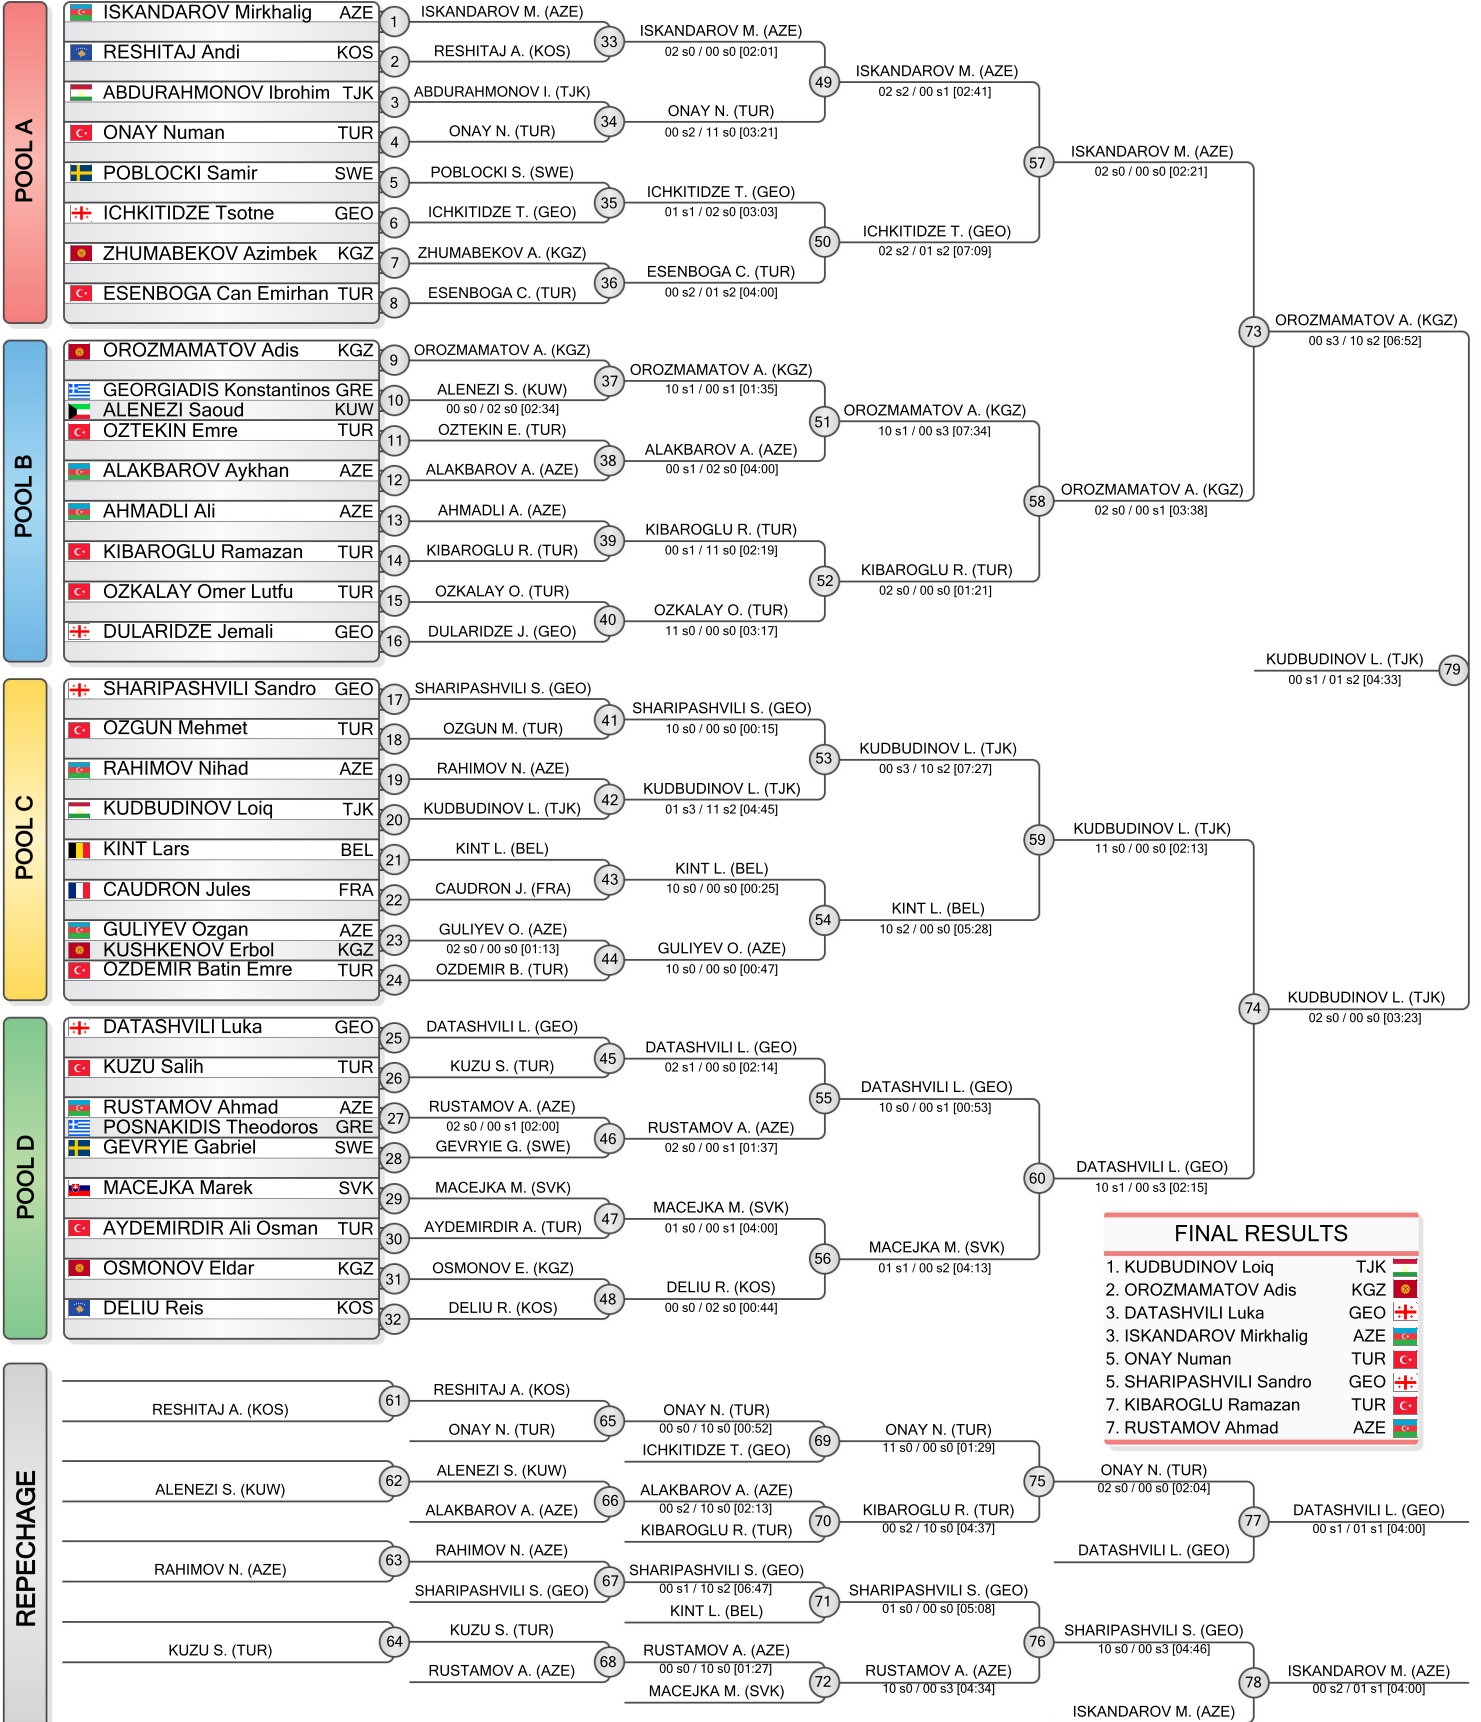 POOL A
ISKANDAROV Mirkhalig AZE
RESHITAJ Andi KOS
ABDURAHMONOV Ibrohim TJK
ONAY Numan TUR
POBLOCKI Samir SWE
ICHKITIDZE Tsotne GEO
ZHUMABEKOV Azimbek KGZ
ESENBOGA Can Emirhan TUR
1
2
3
4
5
6
7
8
ISKANDAROV M. (AZE)
RESHITAJ A. (KOS)
ABDURAHMONOV I. (TJK)
ONAY N. (TUR)
POBLOCKI S. (SWE)
ICHKITIDZE T. (GEO)
ZHUMABEKOV A. (KGZ)
ESENBOGA C. (TUR)
33
34
35
36
ISKANDAROV M. (AZE)
02 s0 / 00 s0 [02:01]
ONAY N. (TUR)
00 s2 / 11 s0 [03:21]
ICHKITIDZE T. (GEO)
01 s1 / 02 s0 [03:03]
ESENBOGA C. (TUR)
00 s2 / 01 s2 [04:00]
49
50
ISKANDAROV M. (AZE)
02 s2 / 00 s1 [02:41]
ICHKITIDZE T. (GEO)
02 s2 / 01 s2 [07:09]
57
ISKANDAROV M. (AZE)
02 s0 / 00 s0 [02:21]
POOL B
OROZMAMATOV Adis KGZ
GEORGIADIS Konstantinos GRE
ALENEZI Saoud KUW
OZTEKIN Emre TUR
ALAKBAROV Aykhan AZE
AHMADLI Ali AZE
KIBAROGLU Ramazan TUR
OZKALAY Omer Lutfu TUR
DULARIDZE Jemali GEO
9
10
11
12
13
14
15
16
OROZMAMATOV A. (KGZ)
ALENEZI S. (KUW)
00 s0 / 02 s0 [02:34]
OZTEKIN E. (TUR)
ALAKBAROV A. (AZE)
AHMADLI A. (AZE)
KIBAROGLU R. (TUR)
OZKALAY O. (TUR)
DULARIDZE J. (GEO)
37
38
39
40
OROZMAMATOV A. (KGZ)
10 s1 / 00 s1 [01:35]
ALAKBAROV A. (AZE)
00 s1 / 02 s0 [04:00]
KIBAROGLU R. (TUR)
00 s1 / 11 s0 [02:19]
OZKALAY O. (TUR)
11 s0 / 00 s0 [03:17]
51
52
OROZMAMATOV A. (KGZ)
10 s1 / 00 s3 [07:34]
KIBAROGLU R. (TUR)
02 s0 / 00 s0 [01:21]
58
OROZMAMATOV A. (KGZ)
02 s0 / 00 s1 [03:38]
73
OROZMAMATOV A. (KGZ)
00 s3 / 10 s2 [06:52]
KUDBUDINOV L. (TJK)
00 s1 / 01 s2 [04:33]
79
POOL C
SHARIPASHVILI Sandro GEO
OZGUN Mehmet TUR
RAHIMOV Nihad AZE
KUDBUDINOV Loiq TJK
KINT Lars BEL
CAUDRON Jules FRA
GULIYEV Ozgan AZE
KUSHKENOV Erbol KGZ
OZDEMIR Batin Emre TUR
17
18
19
20
21
22
23
24
SHARIPASHVILI S. (GEO)
OZGUN M. (TUR)
RAHIMOV N. (AZE)
KUDBUDINOV L. (TJK)
KINT L. (BEL)
CAUDRON J. (FRA)
GULIYEV O. (AZE)
02 s0 / 00 s0 [01:13]
OZDEMIR B. (TUR)
41
42
43
44
SHARIPASHVILI S. (GEO)
10 s0 / 00 s0 [00:15]
KUDBUDINOV L. (TJK)
01 s3 / 11 s2 [04:45]
KINT L. (BEL)
10 s0 / 00 s0 [00:25]
GULIYEV O. (AZE)
10 s0 / 00 s0 [00:47]
53
54
KUDBUDINOV L. (TJK)
00 s3 / 10 s2 [07:27]
KINT L. (BEL)
10 s2 / 00 s0 [05:28]
59
KUDBUDINOV L. (TJK)
11 s0 / 00 s0 [02:13]
74
KUDBUDINOV L. (TJK)
02 s0 / 00 s0 [03:23]
POOL D
DATASHVILI Luka GEO
KUZU Salih TUR
RUSTAMOV Ahmad AZE
POSNAKIDIS Theodoros GRE
GEVRYIE Gabriel SWE
MACEJKA Marek SVK
AYDEMIRDIR Ali Osman TUR
OSMONOV Eldar KGZ
DELIU Reis KOS
25
26
27
28
29
30
31
32
DATASHVILI L. (GEO)
KUZU S. (TUR)
RUSTAMOV A. (AZE)
02 s0 / 00 s1 [02:00]
GEVRYIE G. (SWE)
MACEJKA M. (SVK)
AYDEMIRDIR A. (TUR)
OSMONOV E. (KGZ)
DELIU R. (KOS)
45
46
47
48
DATASHVILI L. (GEO)
02 s1 / 00 s0 [02:14]
RUSTAMOV A. (AZE)
02 s0 / 00 s1 [01:37]
MACEJKA M. (SVK)
01 s0 / 00 s1 [04:00]
DELIU R. (KOS)
00 s0 / 02 s0 [00:44]
55
56
DATASHVILI L. (GEO)
10 s0 / 00 s1 [00:53]
MACEJKA M. (SVK)
01 s1 / 00 s2 [04:13]
60
DATASHVILI L. (GEO)
10 s1 / 00 s3 [02:15]
FINAL RESULTS
1. KUDBUDINOV Loiq TJK
2. OROZMAMATOV Adis KGZ
3. DATASHVILI Luka GEO
3. ISKANDAROV Mirkhalig AZE
5. ONAY Numan TUR
5. SHARIPASHVILI Sandro GEO
7. KIBAROGLU Ramazan TUR
7. RUSTAMOV Ahmad AZE
REPECHAGE
RESHITAJ A. (KOS)
ALENEZI S. (KUW)
RAHIMOV N. (AZE)
KUZU S. (TUR)
61
62
63
64
RESHITAJ A. (KOS)
ONAY N. (TUR)
ALENEZI S. (KUW)
ALAKBAROV A. (AZE)
RAHIMOV N. (AZE)
SHARIPASHVILI S. (GEO)
KUZU S. (TUR)
RUSTAMOV A. (AZE)
65
66
67
68
ONAY N. (TUR)
00 s0 / 10 s0 [00:52]
ICHKITIDZE T. (GEO)
ALAKBAROV A. (AZE)
00 s2 / 10 s0 [02:13]
KIBAROGLU R. (TUR)
SHARIPASHVILI S. (GEO)
00 s1 / 10 s2 [06:47]
KINT L. (BEL)
RUSTAMOV A. (AZE)
00 s0 / 10 s0 [01:27]
MACEJKA M. (SVK)
69
70
71
72
ONAY N. (TUR)
11 s0 / 00 s0 [01:29]
KIBAROGLU R. (TUR)
00 s2 / 10 s0 [04:37]
SHARIPASHVILI S. (GEO)
01 s0 / 00 s0 [05:08]
RUSTAMOV A. (AZE)
10 s0 / 00 s3 [04:34]
75
76
ONAY N. (TUR)
02 s0 / 00 s0 [02:04]
DATASHVILI L. (GEO)
SHARIPASHVILI S. (GEO)
10 s0 / 00 s3 [04:46]
ISKANDAROV M. (AZE)
77
78
DATASHVILI L. (GEO)
00 s1 / 01 s1 [04:00]
ISKANDAROV M. (AZE)
00 s2 / 01 s1 [04:00]